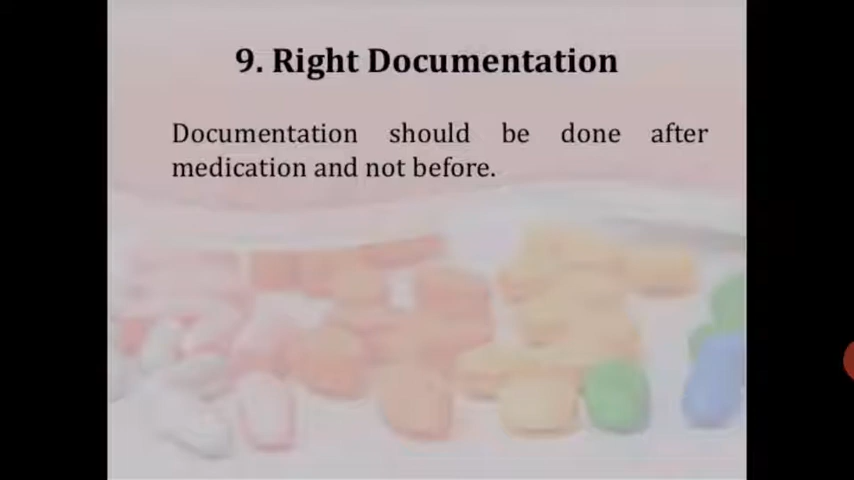 9. Right Documentation
Documentation should be done after
medication and not before.